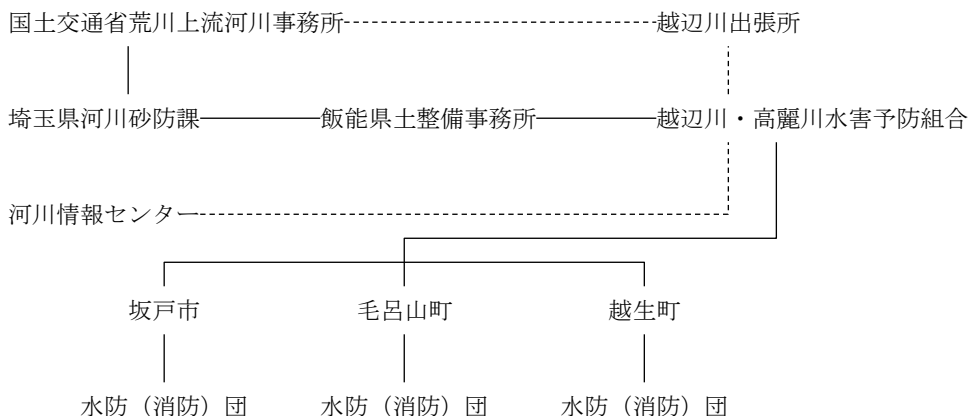 国土交通省荒川上流河川事務所 越辺川出張所
埼玉県河川砂防課 飯能県土整備事務所 越辺川・高麗川水害予防組合
河川情報センター
坂戸市 毛呂山町 越生町
水防（消防）団 水防（消防）団 水防（消防）団